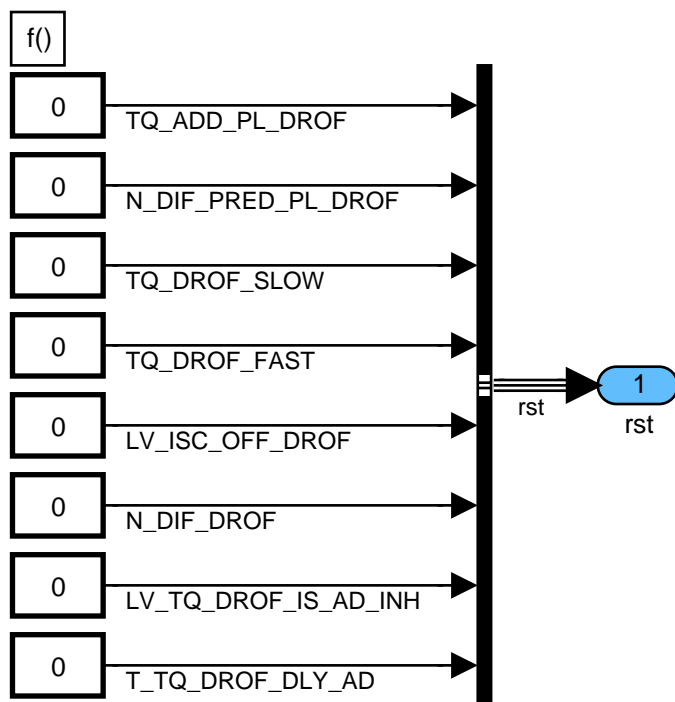 f()
0
TQ_ADD_PL_DROF
0
N_DIF_PRED_PL_DROF
0
TQ_DROF_SLOW
0
TQ_DROF_FAST
1
rst
rst
0
LV_ISC_OFF_DROF
0
N_DIF_DROF
0
LV_TQ_DROF_IS_AD_INH
0
T_TQ_DROF_DLY_AD